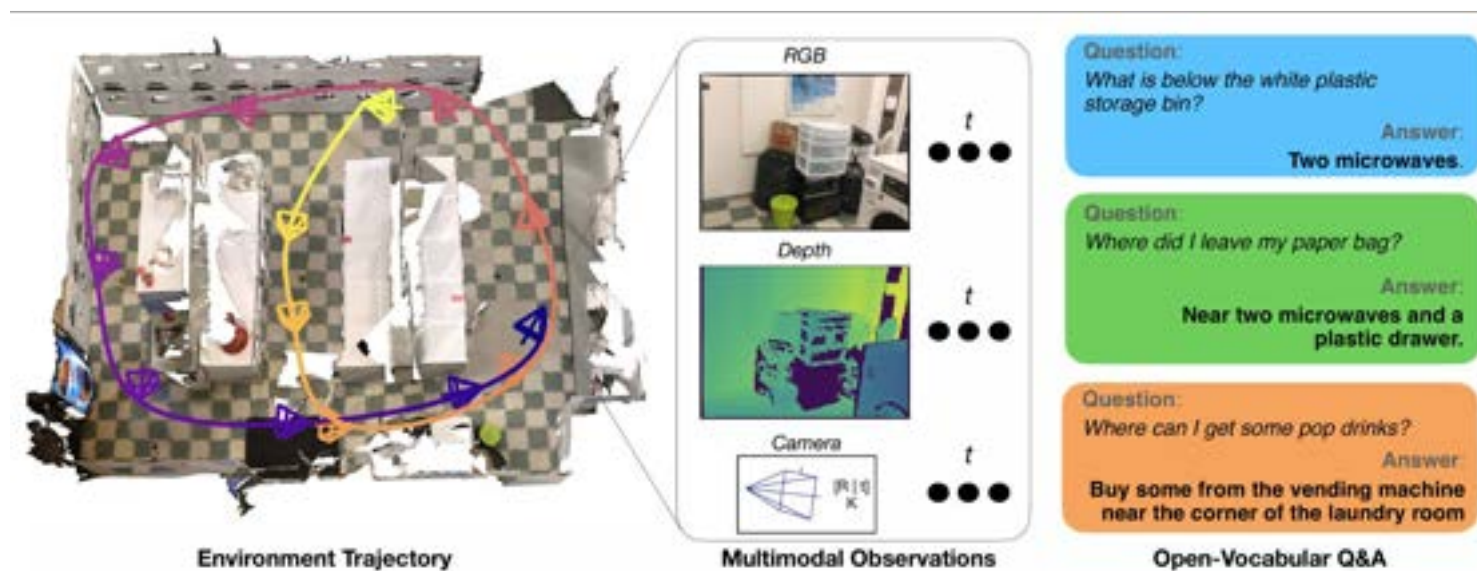 RGB
t
Depth
t
Camera
[R | t]
K
t
Environment Trajectory
Multimodal Observations
Question:
What is below the white plastic
storage bin?
Answer:
Two microwaves.
Question:
Where did I leave my paper bag?
Answer:
Near two microwaves and a
plastic drawer.
Question:
Where can I get some pop drinks?
Answer:
Buy some from the vending machine
near the corner of the laundry room
Open-Vocabular Q&A